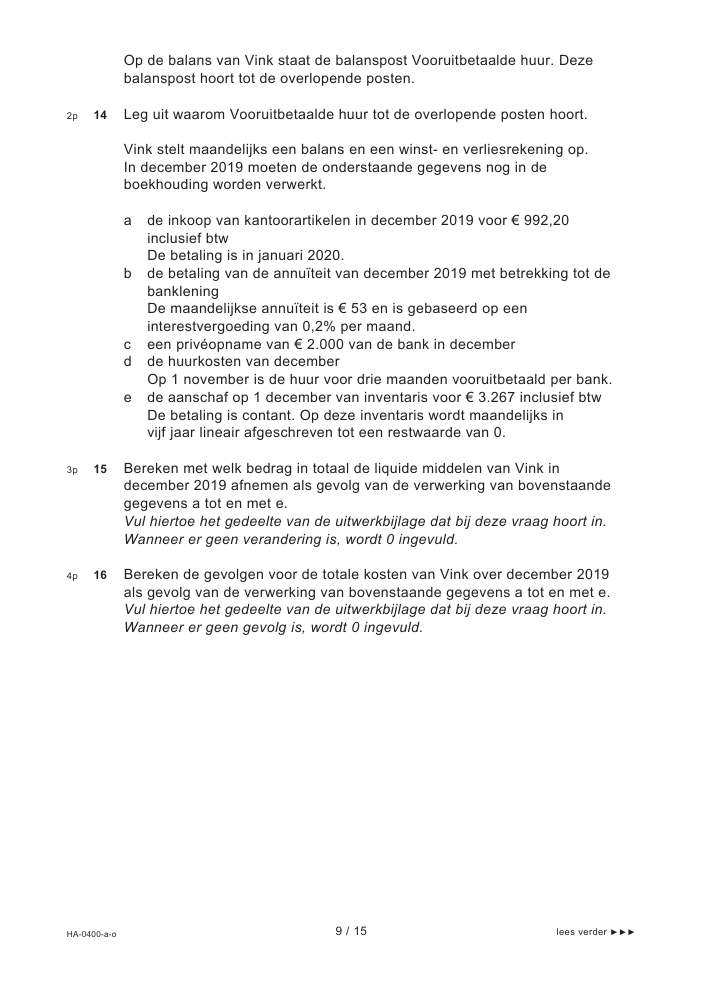 Op de balans van Vink staat de balanspost Vooruitbetaalde huur. Deze
balanspost hoort tot de overlopende posten.
2p 14 Leg uit waarom Vooruitbetaalde huur tot de overlopende posten hoort.
Vink stelt maandelijks een balans en een winst- en verliesrekening op.
In december 2019 moeten de onderstaande gegevens nog in de
boekhouding worden verwerkt.
a de inkoop van kantoorartikelen in december 2019 voor € 992,20
inclusief btw
De betaling is in januari 2020.
b de betaling van de annuïteit van december 2019 met betrekking tot de
banklening
De maandelijkse annuïteit is € 53 en is gebaseerd op een
interestvergoeding van 0,2% per maand.
c een privéopname van € 2.000 van de bank in december
d de huurkosten van december
Op 1 november is de huur voor drie maanden vooruitbetaald per bank.
e de aanschaf op 1 december van inventaris voor € 3.267 inclusief btw
De betaling is contant. Op deze inventaris wordt maandelijks in
vijf jaar lineair afgeschreven tot een restwaarde van 0.
3p 15 Bereken met welk bedrag in totaal de liquide middelen van Vink in
december 2019 afnemen als gevolg van de verwerking van bovenstaande
gegevens a tot en met e.
Vul hiertoe het gedeelte van de uitwerkbijlage dat bij deze vraag hoort in.
Wanneer er geen verandering is, wordt 0 ingevuld.
4p 16 Bereken de gevolgen voor de totale kosten van Vink over december 2019
als gevolg van de verwerking van bovenstaande gegevens a tot en met e.
Vul hiertoe het gedeelte van de uitwerkbijlage dat bij deze vraag hoort in.
Wanneer er geen gevolg is, wordt 0 ingevuld.
HA-0400-a-o 9 / 15 lees verder ►►►